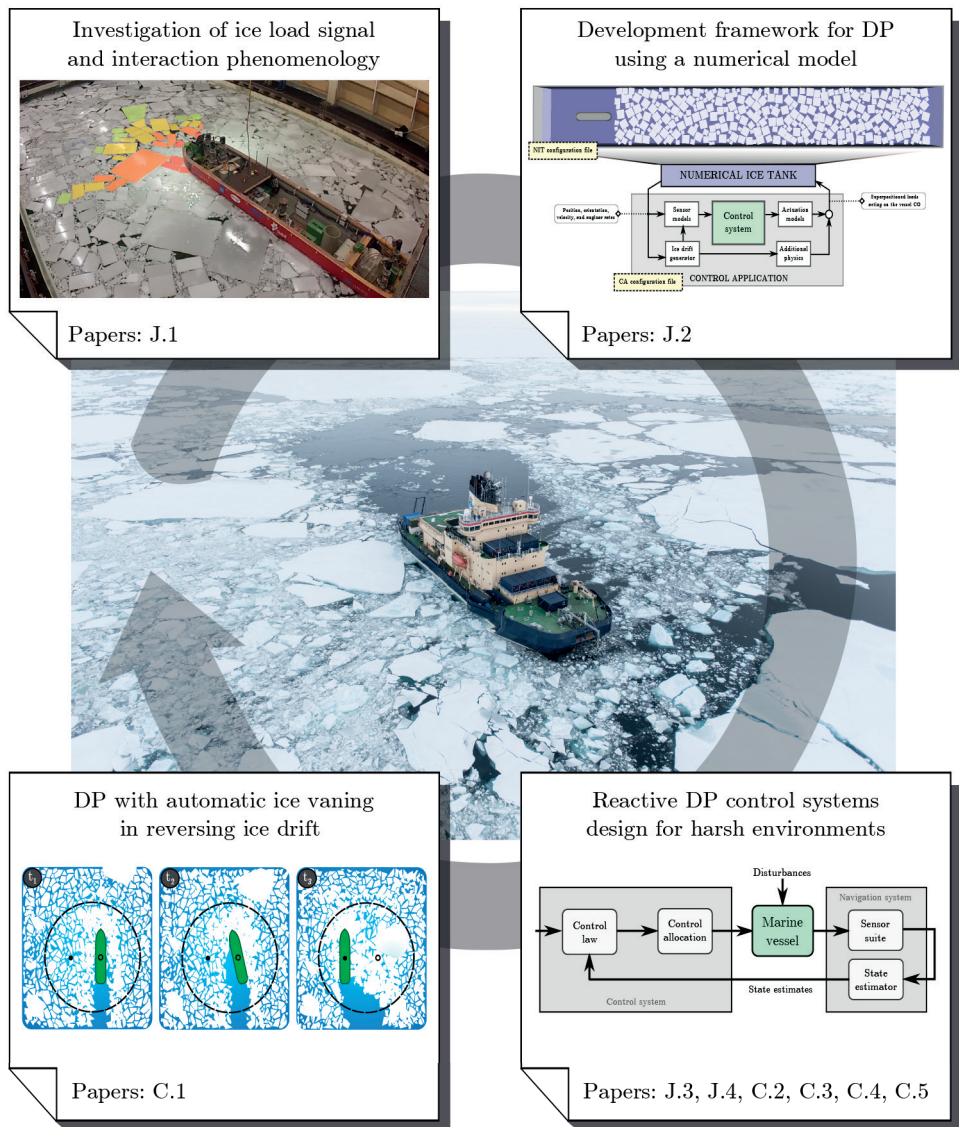 Investigation of ice load signal
and interaction phenomenology
Papers: J.1
Development framework for DP
using a numerical model
NIT configuration file
NUMERICAL ICE TANK
Position, orientation,
velocity, and engine rates
Superpositioned loads
acting on the vessel CO
Sensor
models
Control
system
Actuation
models
Ice drift
generator
Additional
physics
CA configuration file
CONTROL APPLICATION
Papers: J.2
DP with automatic ice vaning
in reversing ice drift
t₁
t₂
t₃
Papers: C.1
Reactive DP control systems
design for harsh environments
Disturbances
Navigation system
Control
law
Control
allocation
Marine
vessel
Sensor
suite
State
estimator
State estimates
Control system
Papers: J.3, J.4, C.2, C.3, C.4, C.5